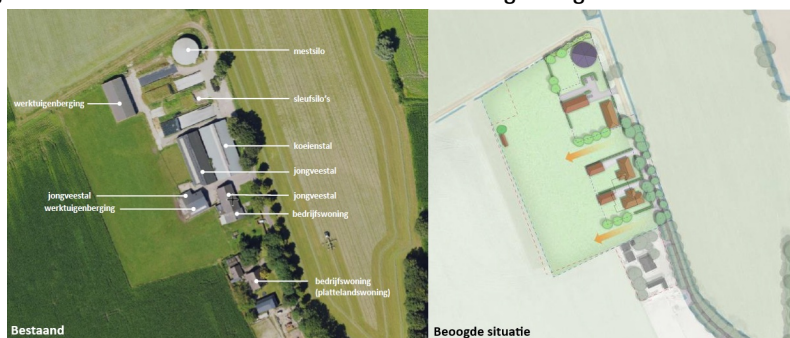 mestsilo
werktuigenberging
sleufsilo's
koeienstal
jongveestal
jongveestal
jongveestal
werktuigenberging
bedrijfswoning
bedrijfswoning
(plattelandswoning)
Bestaand
Beoogde situatie